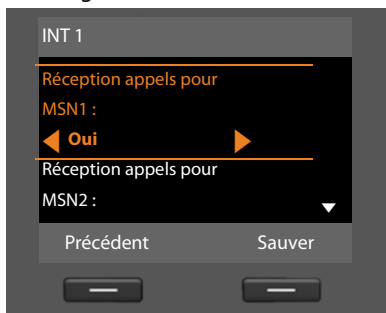 INT 1
Réception appels pour
MSN1 :
Oui
Réception appels pour
MSN2 :
Précédent Sauver